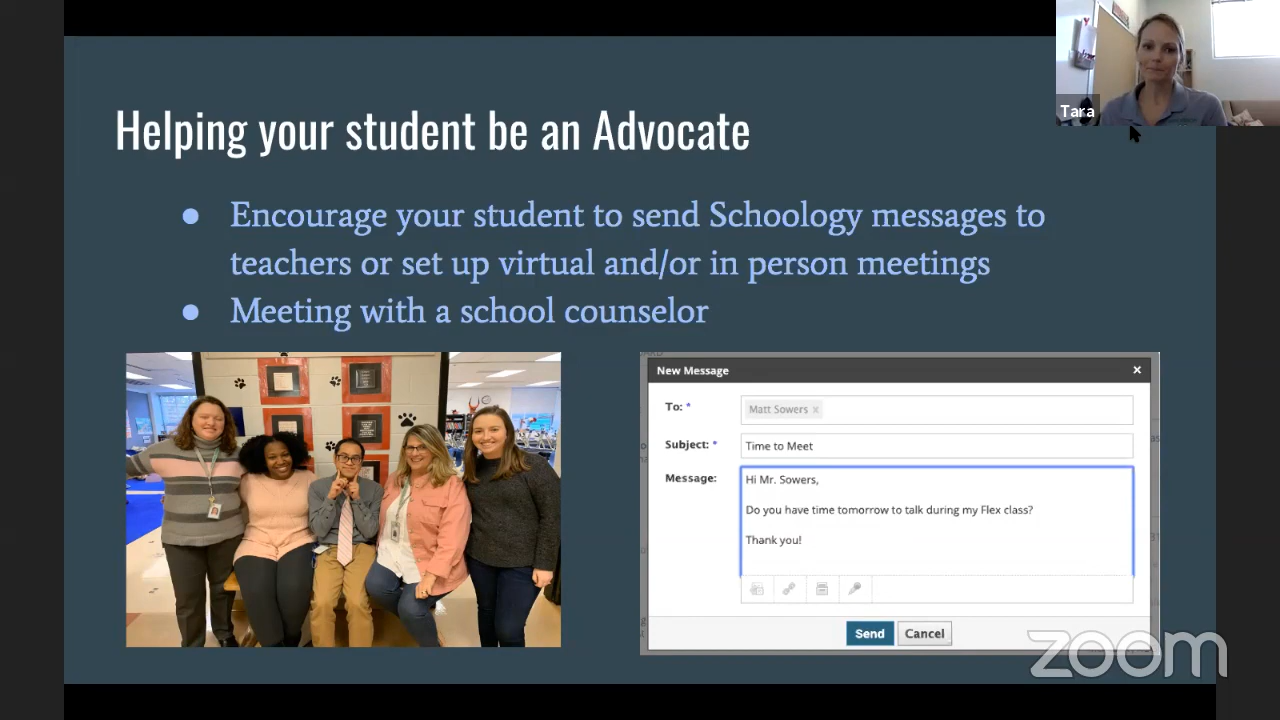 Tara
Helping your student be an Advocate
● Encourage your student to send Schoology messages to
teachers or set up virtual and/or in person meetings
● Meeting with a school counselor
New Message ×
To: * Matt Sowers x
Subject: * Time to Meet
Message: Hi Mr. Sowers,
Do you have time tomorrow to talk during my Flex class?
Thank you!
Send Cancel
zoom